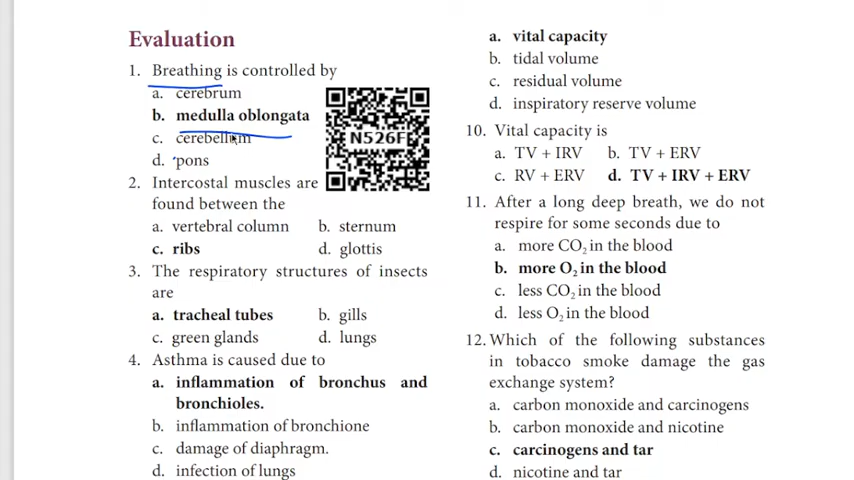 Evaluation
1. Breathing is controlled by
a. cerebrum
b. medulla oblongata
c. cerebellum
d. pons
N526F
2. Intercostal muscles are
found between the
a. vertebral column b. sternum
c. ribs d. glottis
3. The respiratory structures of insects
are
a. tracheal tubes b. gills
c. green glands d. lungs
4. Asthma is caused due to
a. inflammation of bronchus and
bronchioles.
b. inflammation of bronchione
c. damage of diaphragm.
d. infection of lungs
a. vital capacity
b. tidal volume
c. residual volume
d. inspiratory reserve volume
10. Vital capacity is
a. TV + IRV b. TV + ERV
c. RV + ERV d. TV + IRV + ERV
11. After a long deep breath, we do not
respire for some seconds due to
a. more CO₂ in the blood
b. more O₂ in the blood
c. less CO₂ in the blood
d. less O₂ in the blood
12. Which of the following substances
in tobacco smoke damage the gas
exchange system?
a. carbon monoxide and carcinogens
b. carbon monoxide and nicotine
c. carcinogens and tar
d. nicotine and tar